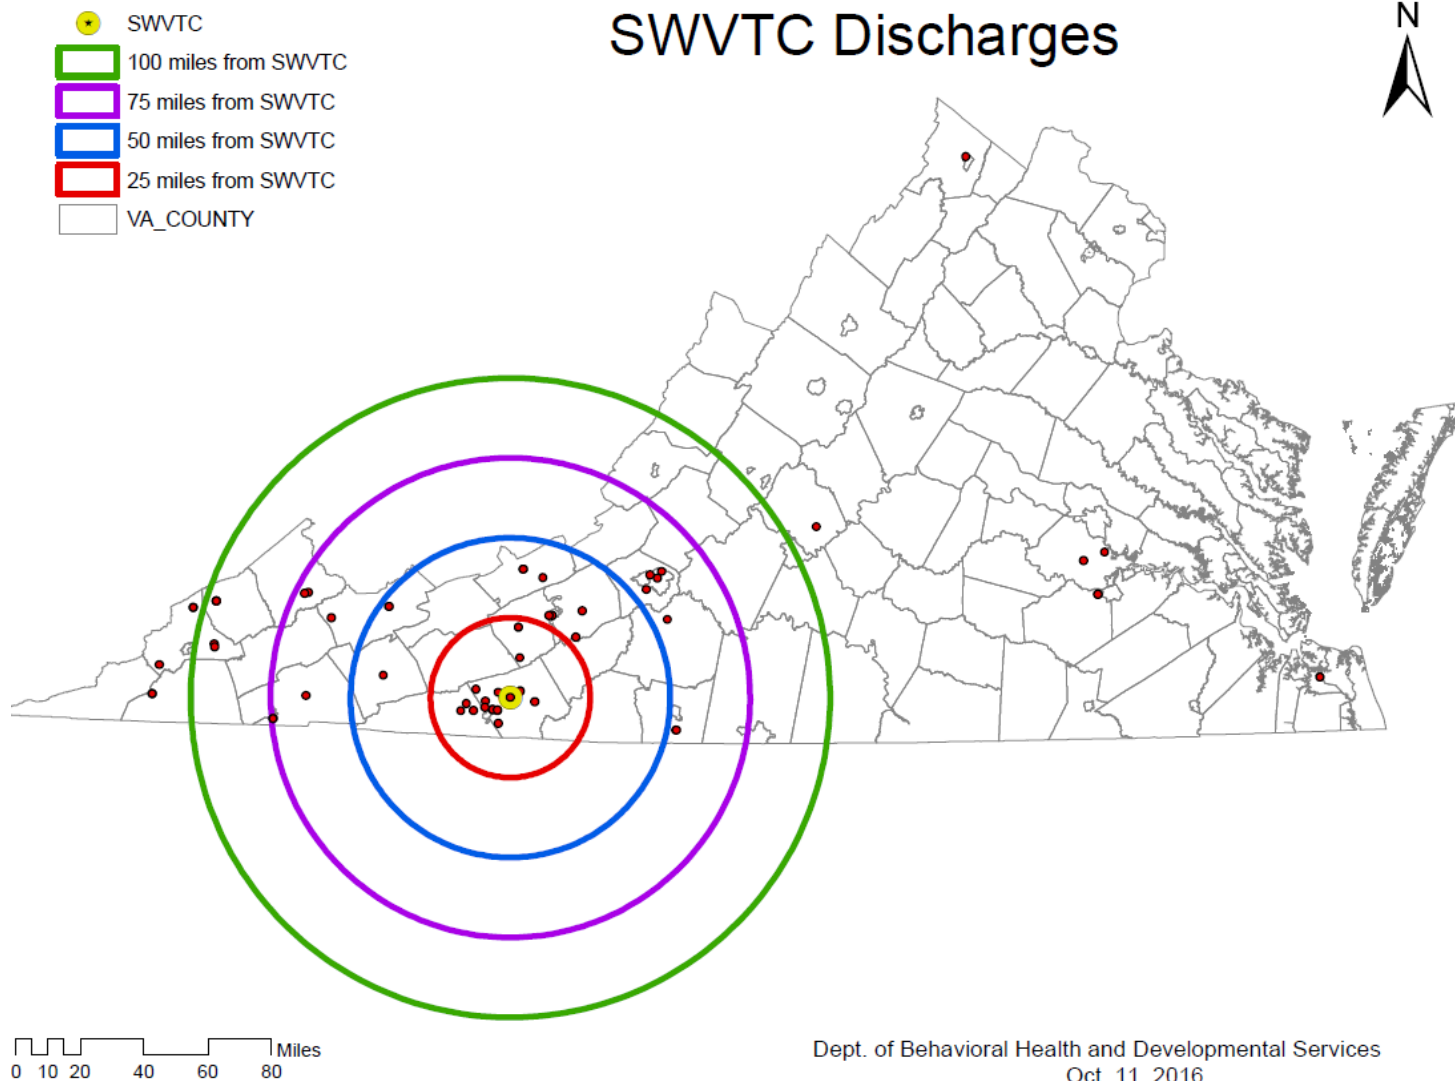 SWVTC Discharges
N
SWVTC
100 miles from SWVTC
75 miles from SWVTC
50 miles from SWVTC
25 miles from SWVTC
VA_COUNTY
Miles
0 10 20 40 60 80
Dept. of Behavioral Health and Developmental Services
Oct. 11, 2016